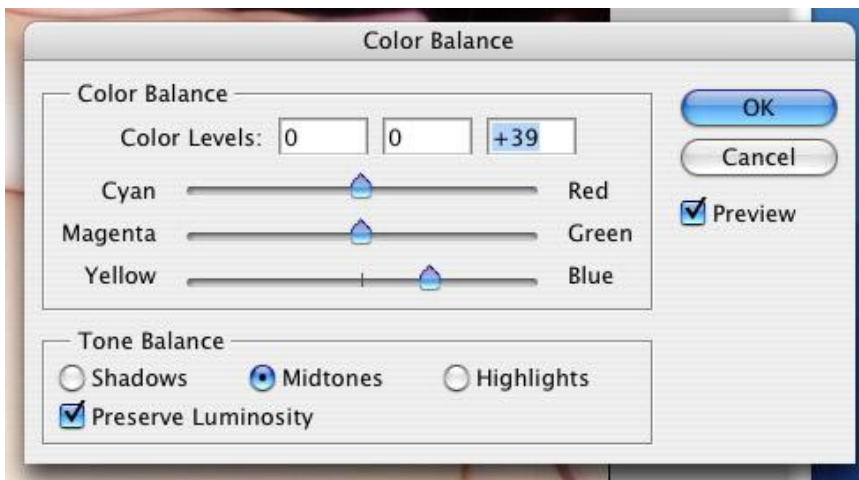 Color Balance
Color Balance
OK
Color Levels: 0 0 +39
Cancel
Cyan Red
Preview
Magenta Green
Yellow Blue
Tone Balance
Shadows Midtones Highlights
Preserve Luminosity